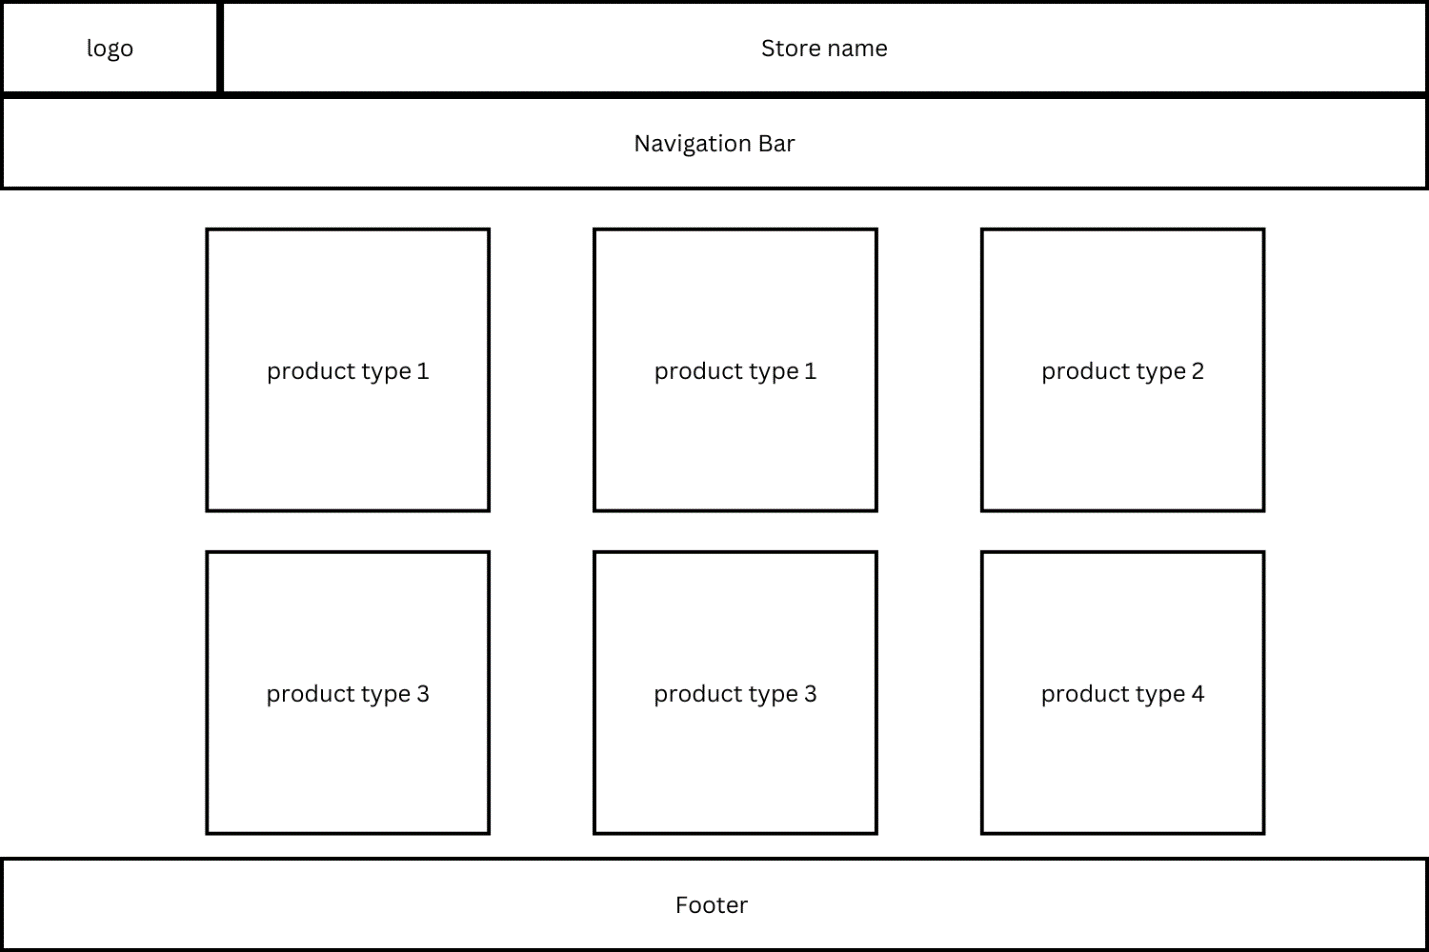 logo
Store name
Navigation Bar
product type 1
product type 1
product type 2
product type 3
product type 3
product type 4
Footer